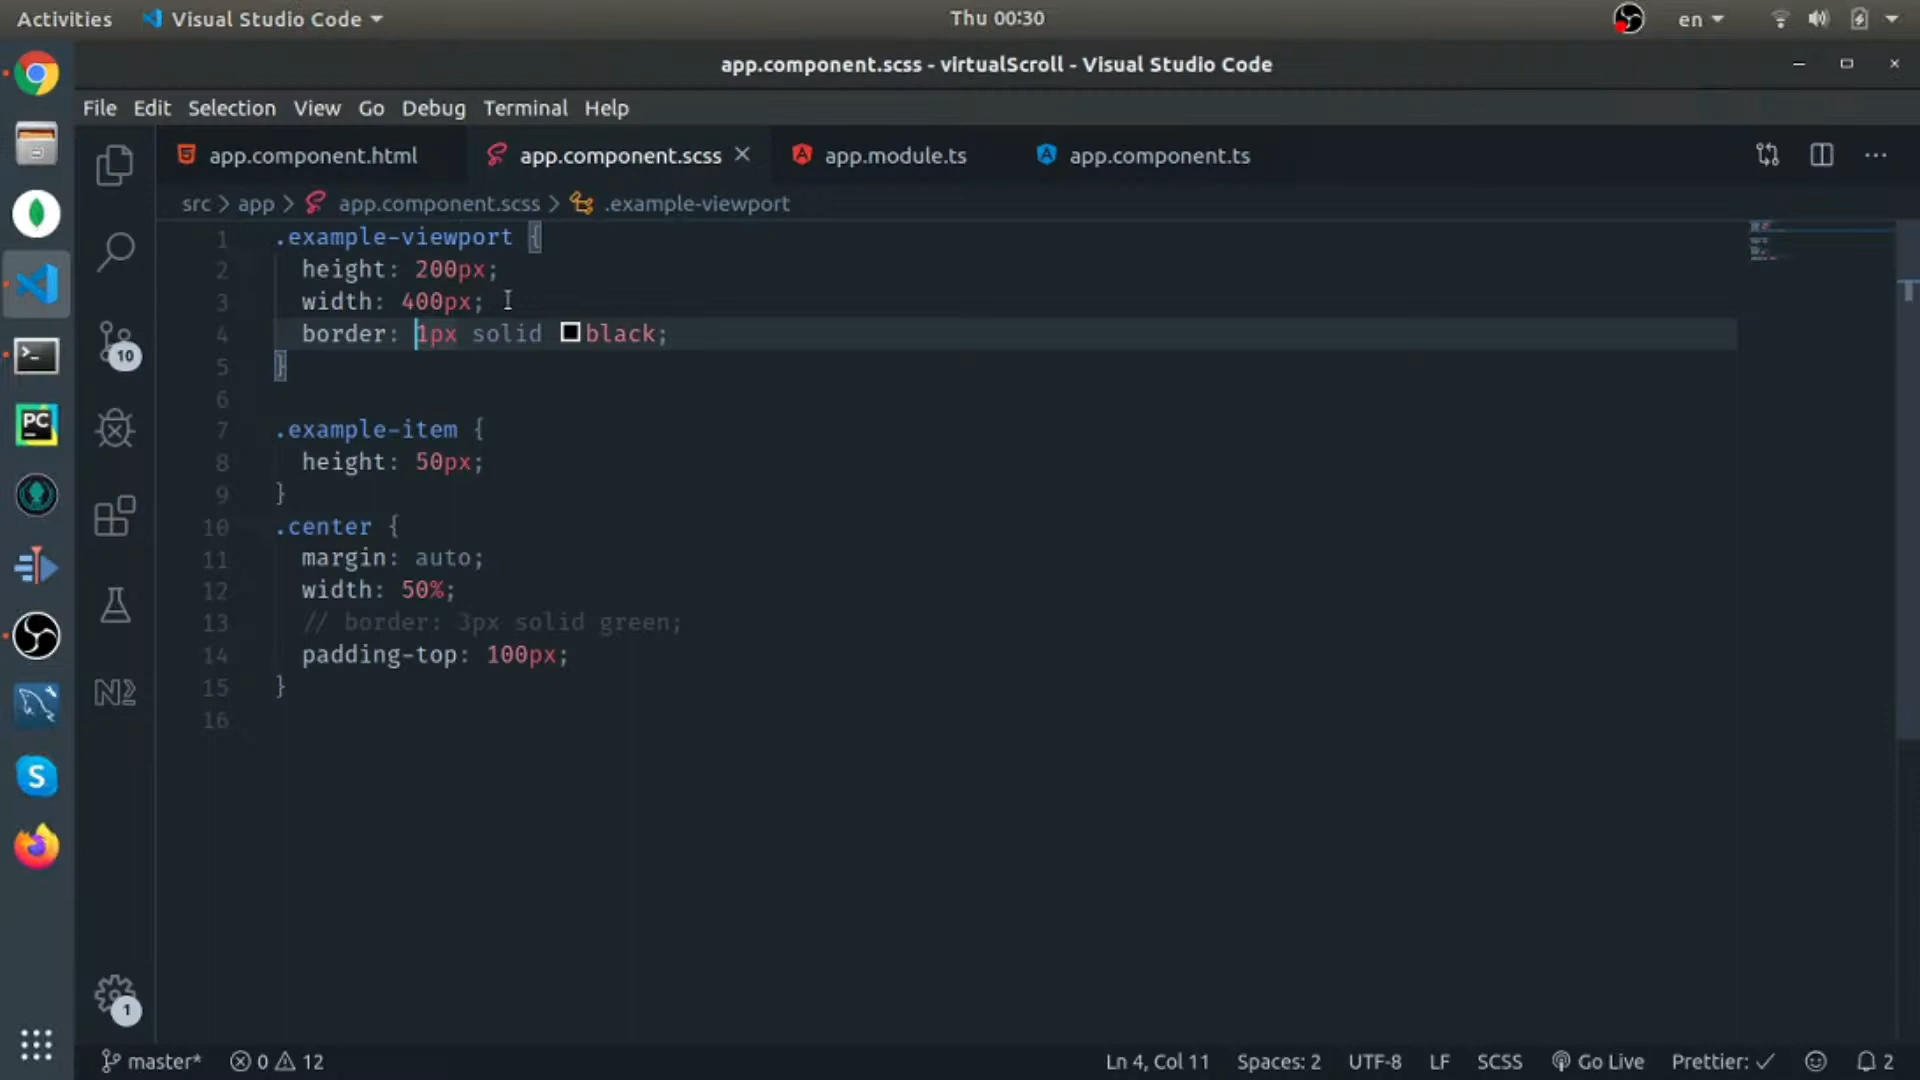 Activities Visual Studio Code Thu 00:30 en
app.component.scss - virtualScroll - Visual Studio Code
File Edit Selection View Go Debug Terminal Help
app.component.html app.component.scss app.module.ts app.component.ts
src > app > app.component.scss > .example-viewport
1 .example-viewport {
2 height: 200px;
3 width: 400px;
4 border: 1px solid black;
5 }
6
7 .example-item {
8 height: 50px;
9 }
10 .center {
11 margin: auto;
12 width: 50%;
13 // border: 3px solid green;
14 padding-top: 100px;
15 }
16
10
PC
S
1
master* 0 12 Ln 4, Col 11 Spaces: 2 UTF-8 LF SCSS Go Live Prettier: ✓ 2